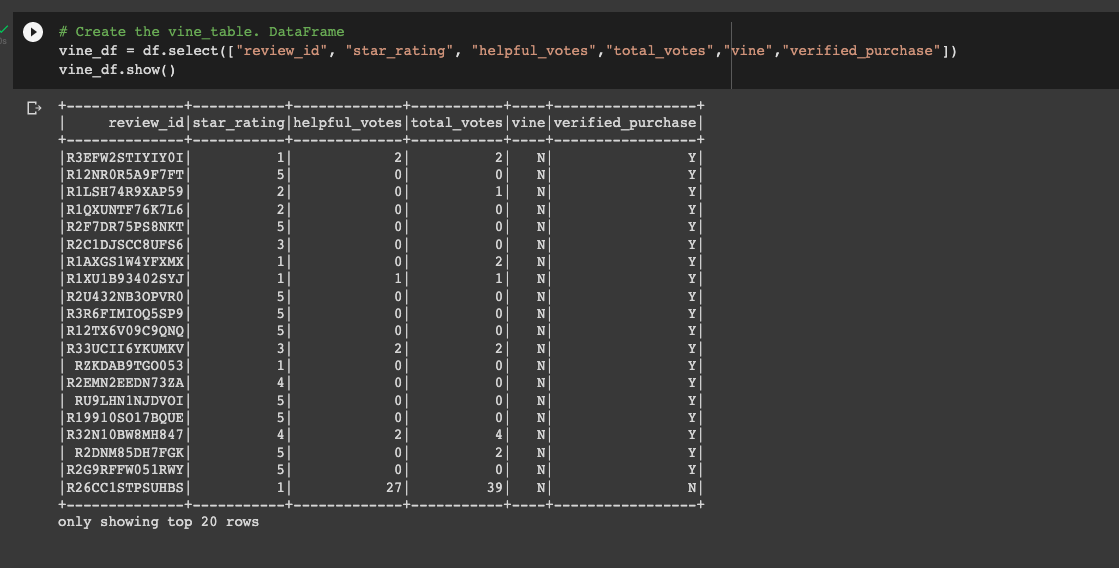 # Create the vine_table. DataFrame
vine_df = df.select(["review_id", "star_rating", "helpful_votes","total_votes","vine","verified_purchase"])
vine_df.show()
+--------------+-----------+-------------+-----------+----+-----------------+
|     review_id|star_rating|helpful_votes|total_votes|vine|verified_purchase|
+--------------+-----------+-------------+-----------+----+-----------------+
|R3EFW2STIYIY0I|          1|            2|          2|   N|                Y|
|R12NR0R5A9F7FT|          5|            0|          0|   N|                Y|
|R1LSH74R9XAP59|          2|            0|          1|   N|                Y|
|R1QXUNTF76K7L6|          2|            0|          0|   N|                Y|
|R2F7DR75PS8NKT|          5|            0|          0|   N|                Y|
|R2C1DJSCC8UFS6|          3|            0|          0|   N|                Y|
|R1AXGS1W4YFXMX|          1|            0|          2|   N|                Y|
|R1XU1B93402SYJ|          1|            1|          1|   N|                Y|
|R2U432NB3OPVR0|          5|            0|          0|   N|                Y|
|R3R6FIMIOQ5SP9|          5|            0|          0|   N|                Y|
|R12TX6V09C9QNQ|          5|            0|          0|   N|                Y|
|R33UCII6YKUMKV|          3|            2|          2|   N|                Y|
| RZKDAB9TGO053|          1|            0|          0|   N|                Y|
|R2EMN2EEDN73ZA|          4|            0|          0|   N|                Y|
| RU9LHN1NJDVOI|          5|            0|          0|   N|                Y|
|R19910SO17BQUE|          5|            0|          0|   N|                Y|
|R32N10BW8MH847|          4|            2|          4|   N|                Y|
| R2DNM85DH7FGK|          5|            0|          2|   N|                Y|
|R2G9RFFW051RWY|          5|            0|          0|   N|                Y|
|R26CC1STPSUHBS|          1|           27|         39|   N|                N|
+--------------+-----------+-------------+-----------+----+-----------------+
only showing top 20 rows